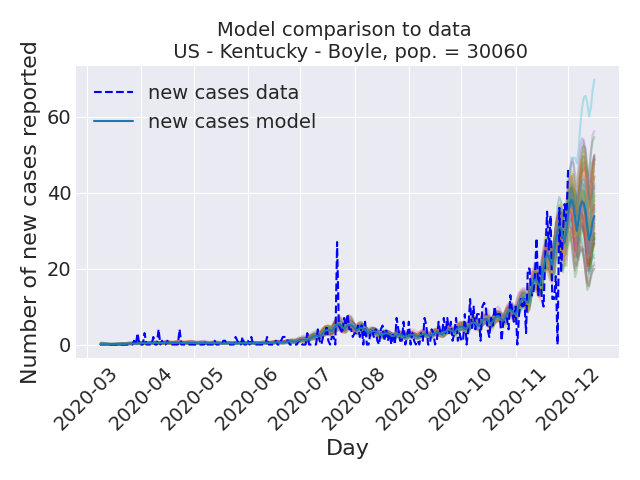 Model comparison to data
US - Kentucky - Boyle, pop. = 30060
new cases data
new cases model
Number of new cases reported
60
40
20
0
2020-03
2020-04
2020-05
2020-06
2020-07
2020-08
2020-09
2020-10
2020-11
2020-12
Day